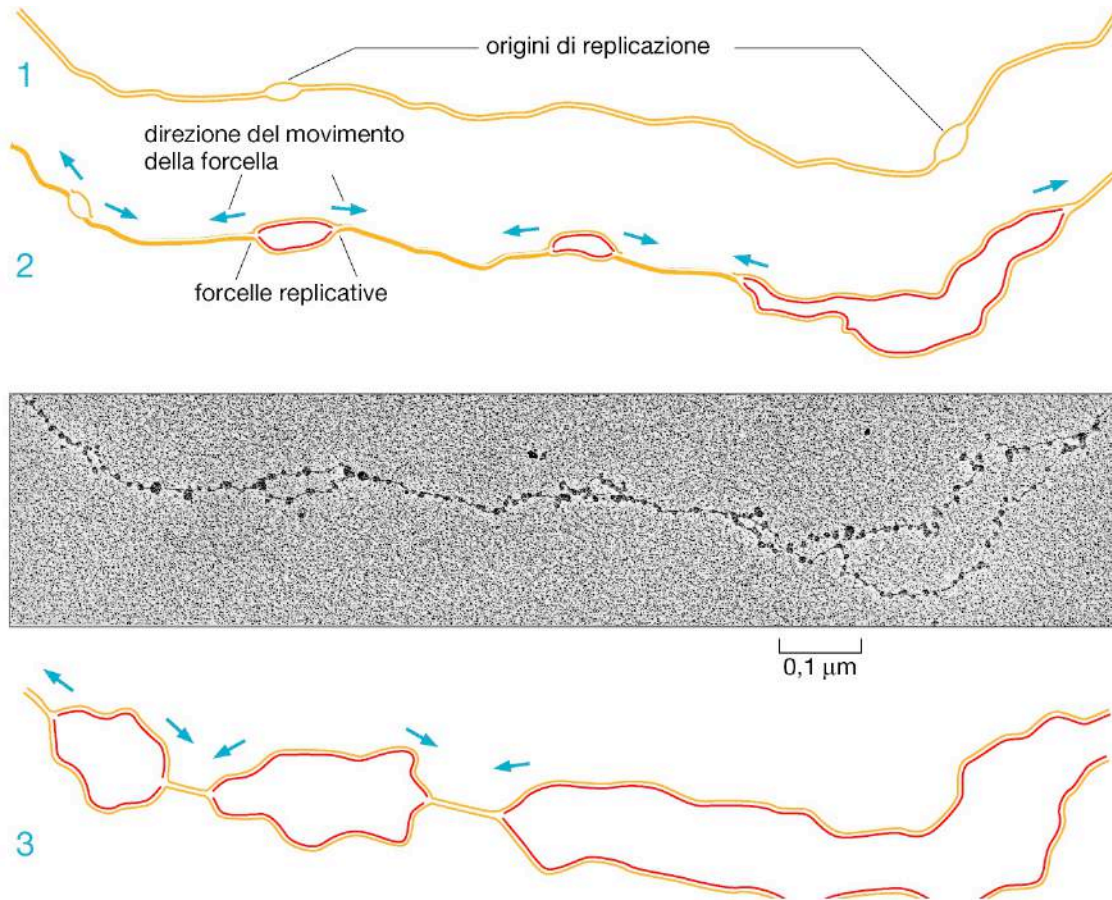 origini di replicazione
1
direzione del movimento
della forcella
2
forcelle replicative
0,1 μm
3